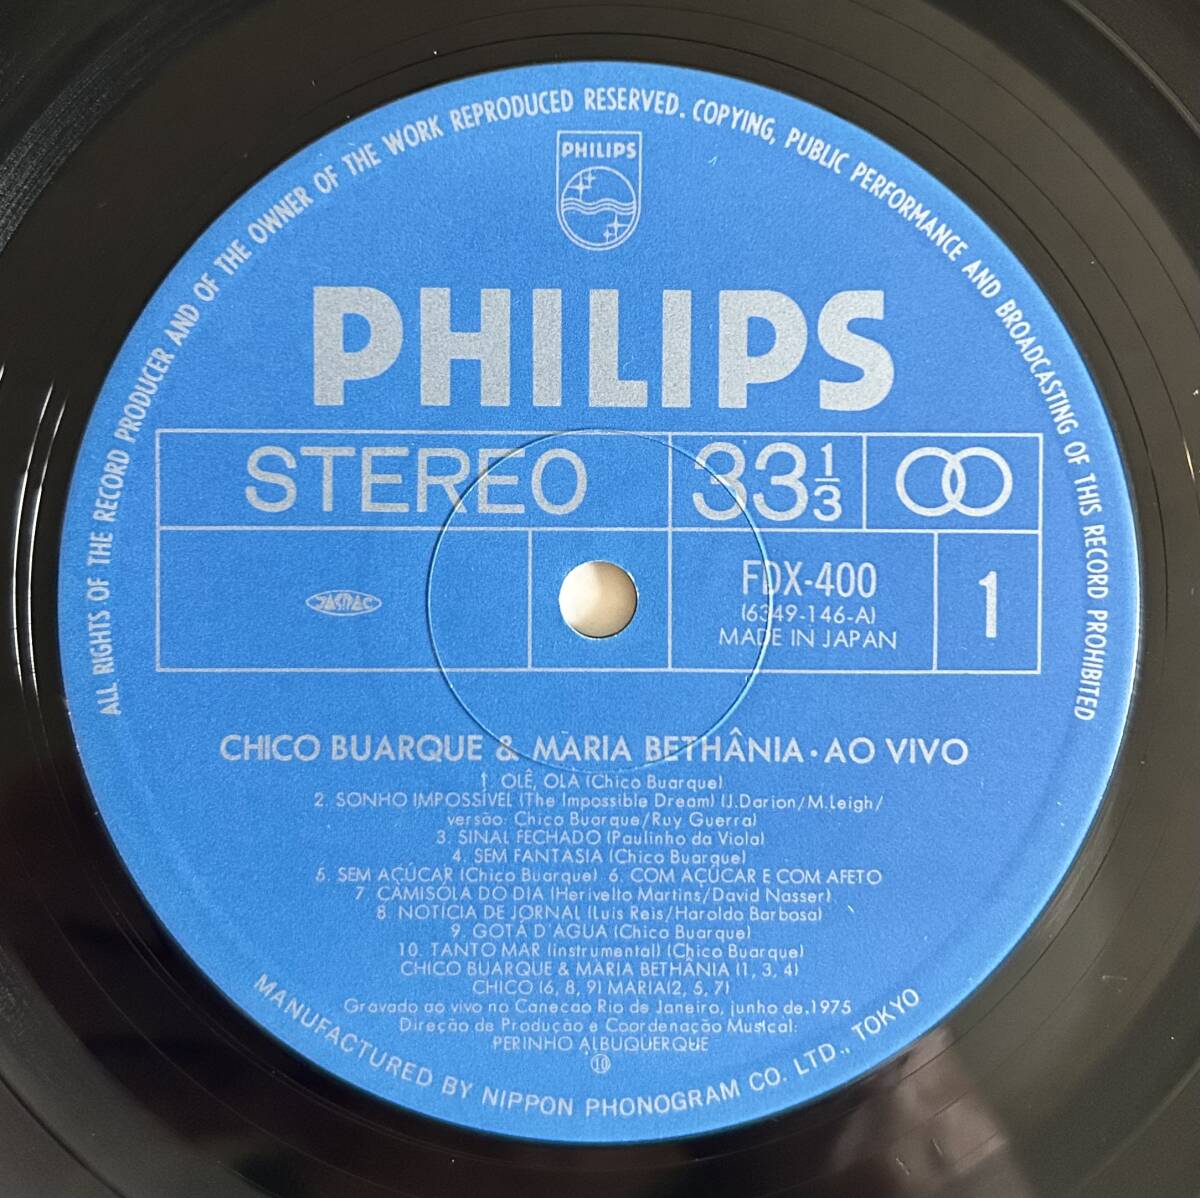 ALL RIGHTS OF THE RECORD PRODUCER AND OF THE OWNER OF THE WORK REPRODUCED RESERVED. COPYING, PUBLIC PERFORMANCE AND BROADCASTING OF THIS RECORD PROHIBITED
PHILIPS
PHILIPS
STEREO 33 1/3
JASRAC
FDX-400
(6349-146-A)
MADE IN JAPAN
1
CHICO BUARQUE & MARIA BETHÂNIA・AO VIVO
1. OLÊ, OLÁ (Chico Buarque)
2. SONHO IMPOSSÍVEL (The Impossible Dream) (J.Darion/M.Leigh/
versão: Chico Buarque/Ruy Guerra)
3. SINAL FECHADO (Paulinho da Viola)
4. SEM FANTASIA (Chico Buarque)
5. SEM AÇÚCAR (Chico Buarque) 6. COM AÇÚCAR E COM AFETO
7. CAMISOLA DO DIA (Herivelto Martins/David Nasser)
8. NOTÍCIA DE JORNAL (Luis Reis/Haroldo Barbosa)
9. GOTA D'AGUA (Chico Buarque)
10. TANTO MAR (instrumental) (Chico Buarque)
CHICO BUARQUE & MARIA BETHÂNIA (1, 3, 4)
CHICO (6, 8, 9) MARIA(2, 5, 7)
Gravado ao vivo no Canecao Rio de Janeiro, junho de.1975
Direção de Produção e Coordenação Musical:
PERINHO ALBUQUERQUE
⑩
MANUFACTURED BY NIPPON PHONOGRAM CO. LTD., TOKYO